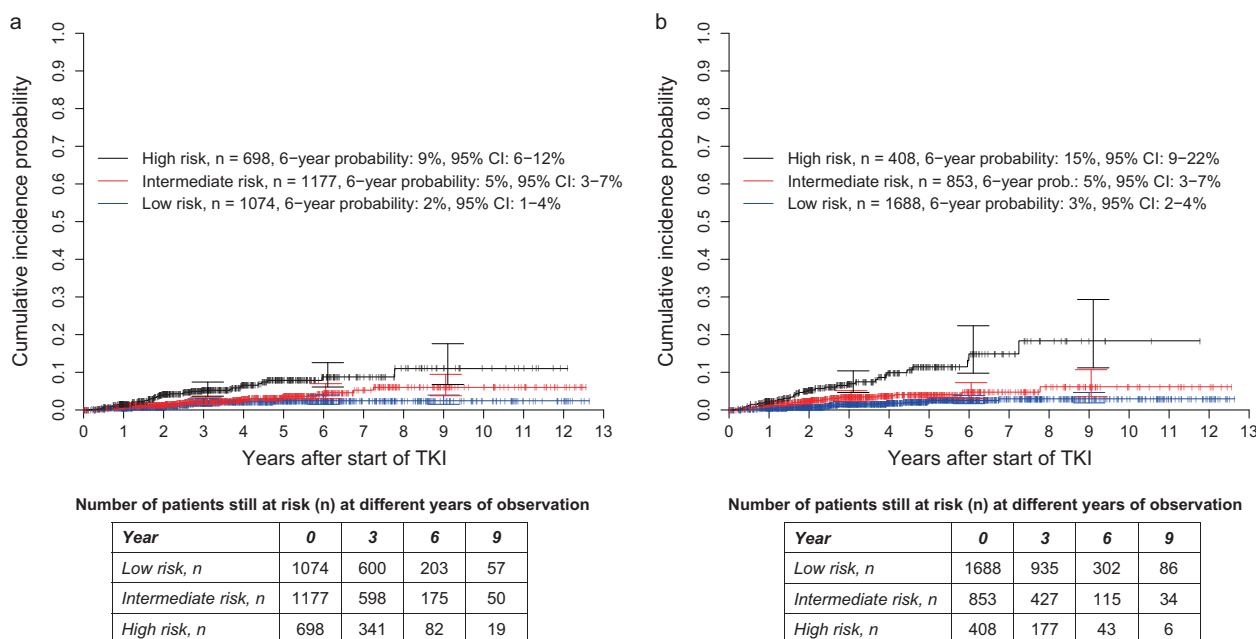 a
Cumulative incidence probability
1.0
0.9
0.8
0.7
0.6
0.5
0.4
0.3
0.2
0.1
0.0
High risk, n = 698, 6−year probability: 9%, 95% CI: 6−12%
Intermediate risk, n = 1177, 6−year probability: 5%, 95% CI: 3−7%
Low risk, n = 1074, 6−year probability: 2%, 95% CI: 1−4%
0 1 2 3 4 5 6 7 8 9 10 11 12 13
Years after start of TKI
Number of patients still at risk (n) at different years of observation
Year 0 3 6 9
Low risk, n 1074 600 203 57
Intermediate risk, n 1177 598 175 50
High risk, n 698 341 82 19
b
Cumulative incidence probability
1.0
0.9
0.8
0.7
0.6
0.5
0.4
0.3
0.2
0.1
0.0
High risk, n = 408, 6−year probability: 15%, 95% CI: 9−22%
Intermediate risk, n = 853, 6−year prob.: 5%, 95% CI: 3−7%
Low risk, n = 1688, 6−year probability: 3%, 95% CI: 2−4%
0 1 2 3 4 5 6 7 8 9 10 11 12 13
Years after start of TKI
Number of patients still at risk (n) at different years of observation
Year 0 3 6 9
Low risk, n 1688 935 302 86
Intermediate risk, n 853 427 115 34
High risk, n 408 177 43 6